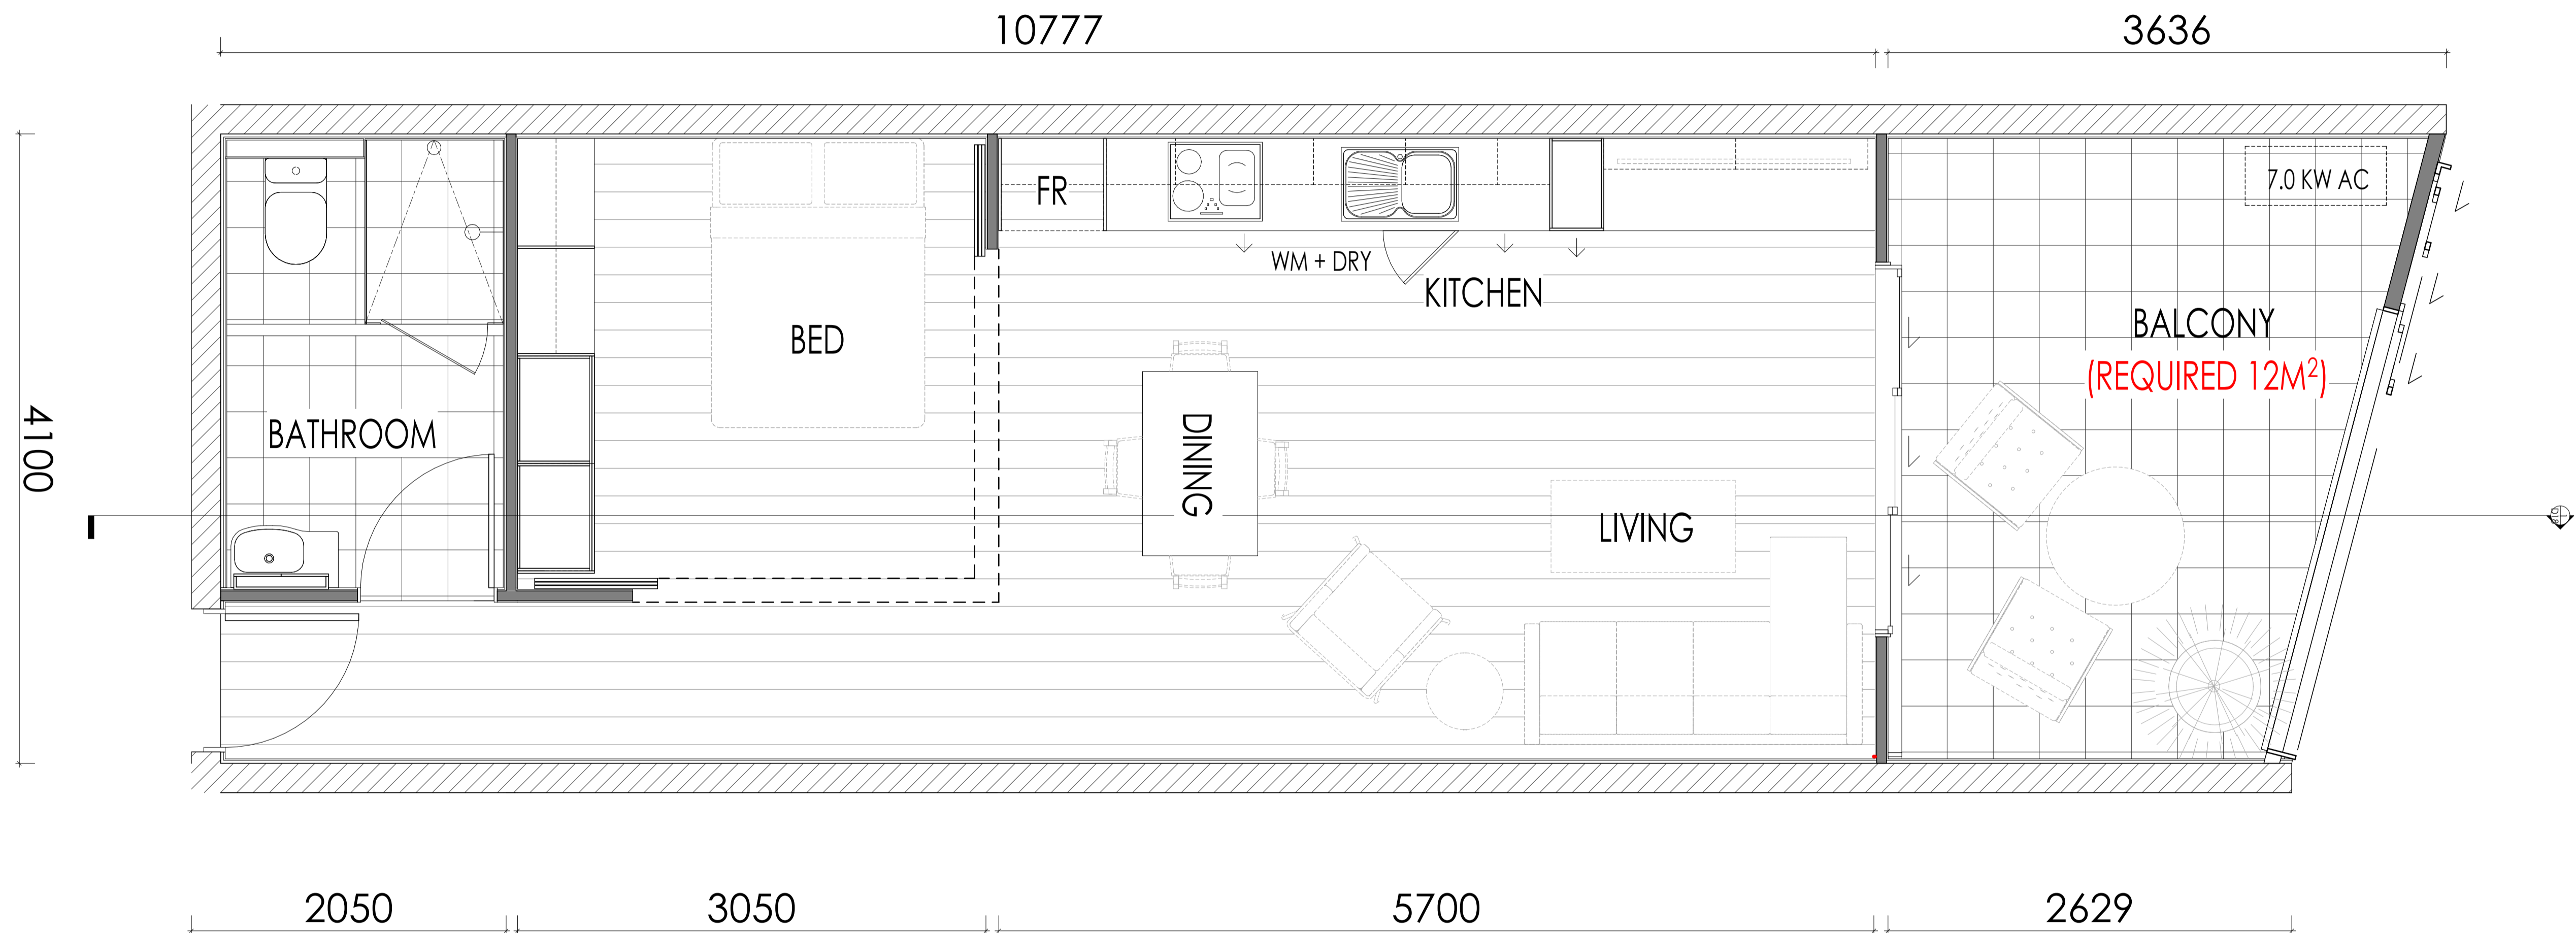 10777
3636
FR
7.0 KW AC
WM + DRY
KITCHEN
BED
BALCONY
(REQUIRED 12M²)
4100
BATHROOM
DINING
LIVING
2050
3050
5700
2629